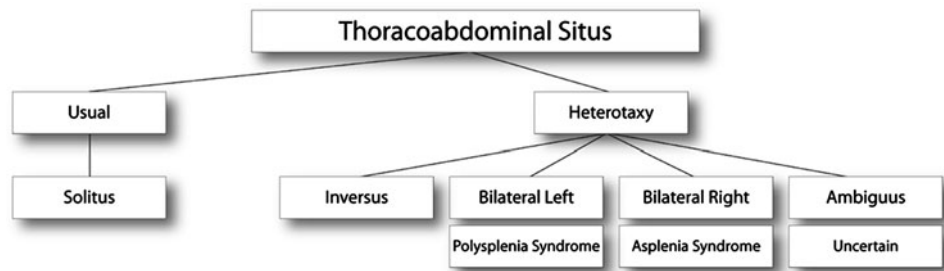 Thoracoabdominal Situs
Usual
Heterotaxy
Solitus
Inversus
Bilateral Left
Bilateral Right
Ambiguus
Polysplenia Syndrome
Asplenia Syndrome
Uncertain